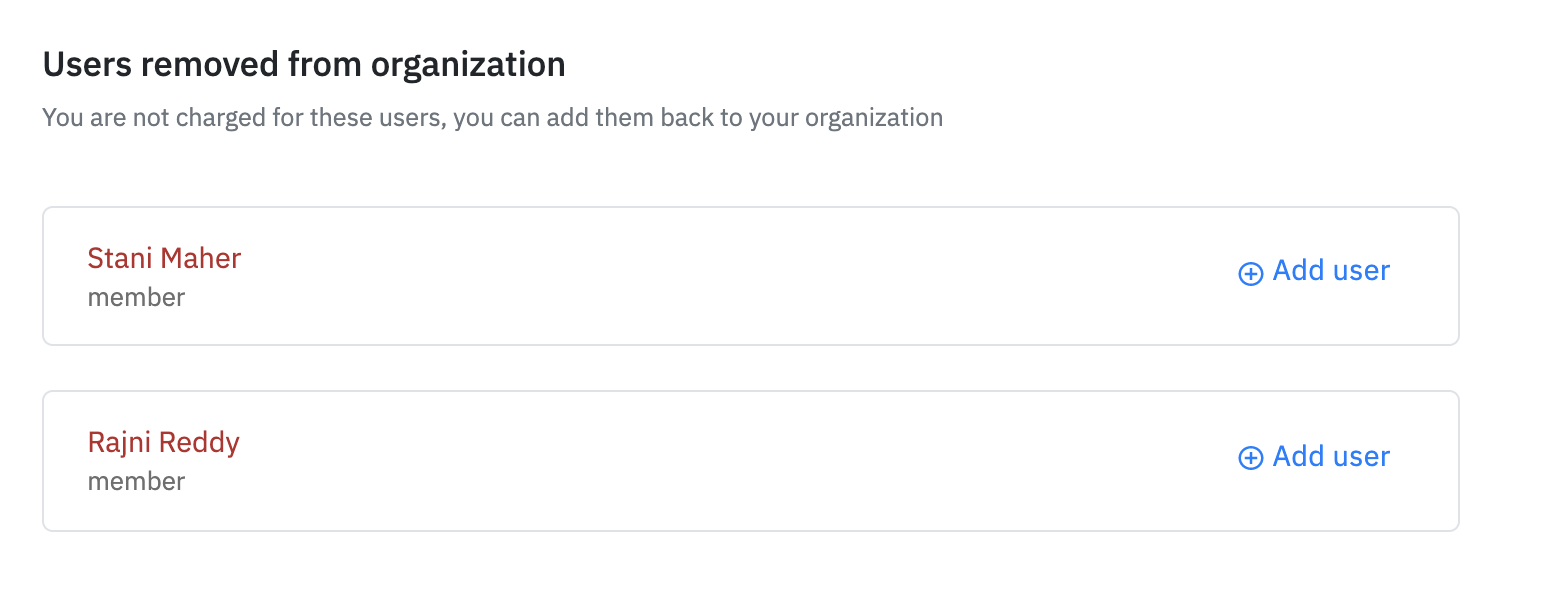 Users removed from organization
You are not charged for these users, you can add them back to your organization
Stani Maher
member
Add user
Rajni Reddy
member
Add user